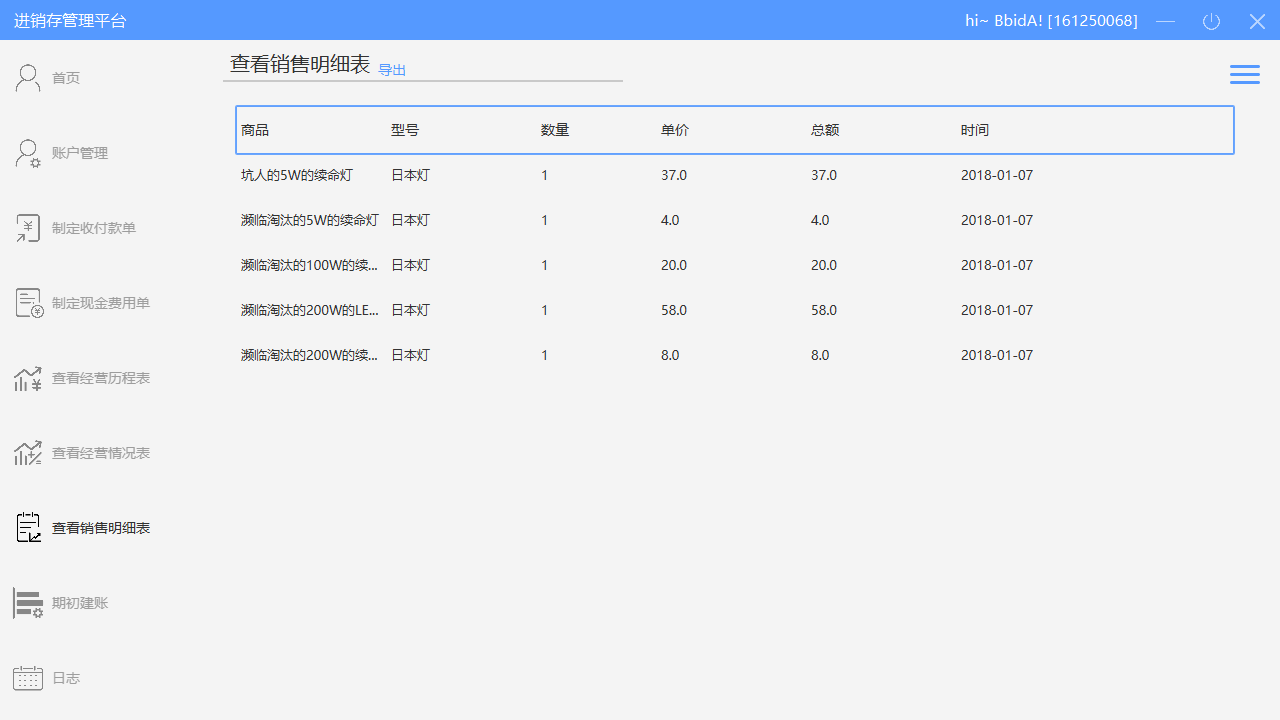 进销存管理平台
hi~ BbidA! [161250068]
首页
账户管理
制定收付款单
制定现金费用单
查看经营历程表
查看经营情况表
查看销售明细表
期初建账
日志
查看销售明细表 导出
商品 型号 数量 单价 总额 时间
坑人的5W的续命灯 日本灯 1 37.0 37.0 2018-01-07
濒临淘汰的5W的续命灯 日本灯 1 4.0 4.0 2018-01-07
濒临淘汰的100W的续... 日本灯 1 20.0 20.0 2018-01-07
濒临淘汰的200W的LE... 日本灯 1 58.0 58.0 2018-01-07
濒临淘汰的200W的续... 日本灯 1 8.0 8.0 2018-01-07